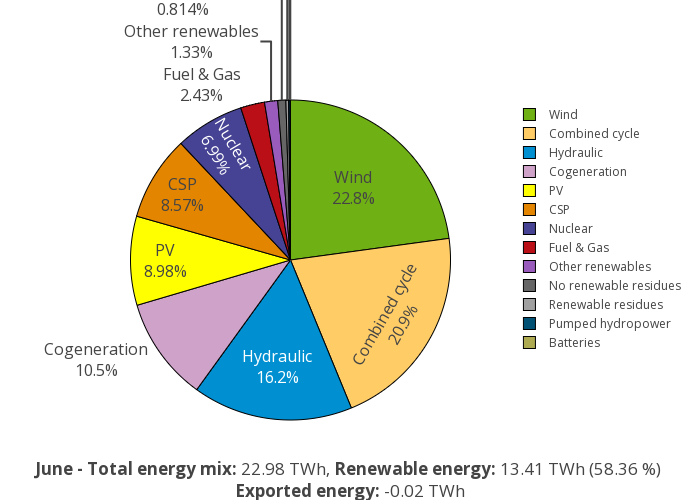 0.814%
Other renewables
1.33%
Fuel & Gas
2.43%
Nuclear
6.99%
Wind
22.8%
CSP
8.57%
PV
8.98%
Combined cycle
20.9%
Cogeneration
10.5%
Hydraulic
16.2%
Wind
Combined cycle
Hydraulic
Cogeneration
PV
CSP
Nuclear
Fuel & Gas
Other renewables
No renewable residues
Renewable residues
Pumped hydropower
Batteries
June - Total energy mix: 22.98 TWh, Renewable energy: 13.41 TWh (58.36 %)
Exported energy: -0.02 TWh